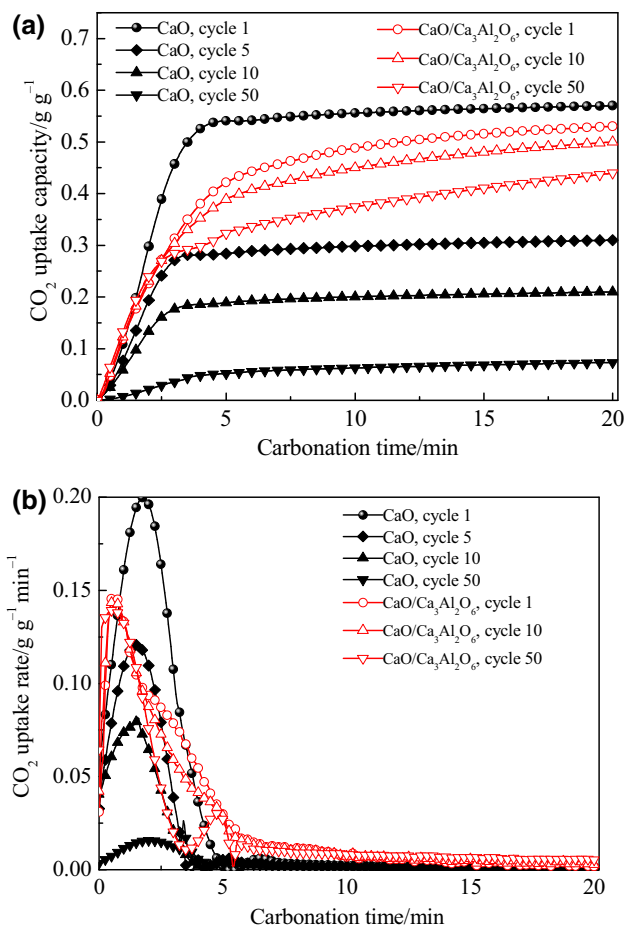 (a)
CaO, cycle 1
CaO, cycle 5
CaO, cycle 10
CaO, cycle 50
CaO/Ca₃Al₂O₆, cycle 1
CaO/Ca₃Al₂O₆, cycle 10
CaO/Ca₃Al₂O₆, cycle 50
CO₂ uptake capacity/g g⁻¹
0.7
0.6
0.5
0.4
0.3
0.2
0.1
0.0
0 5 10 15 20
Carbonation time/min
(b)
CaO, cycle 1
CaO, cycle 5
CaO, cycle 10
CaO, cycle 50
CaO/Ca₃Al₂O₆, cycle 1
CaO/Ca₃Al₂O₆, cycle 10
CaO/Ca₃Al₂O₆, cycle 50
CO₂ uptake rate/g g⁻¹ min⁻¹
0.20
0.15
0.10
0.05
0.00
0 5 10 15 20
Carbonation time/min